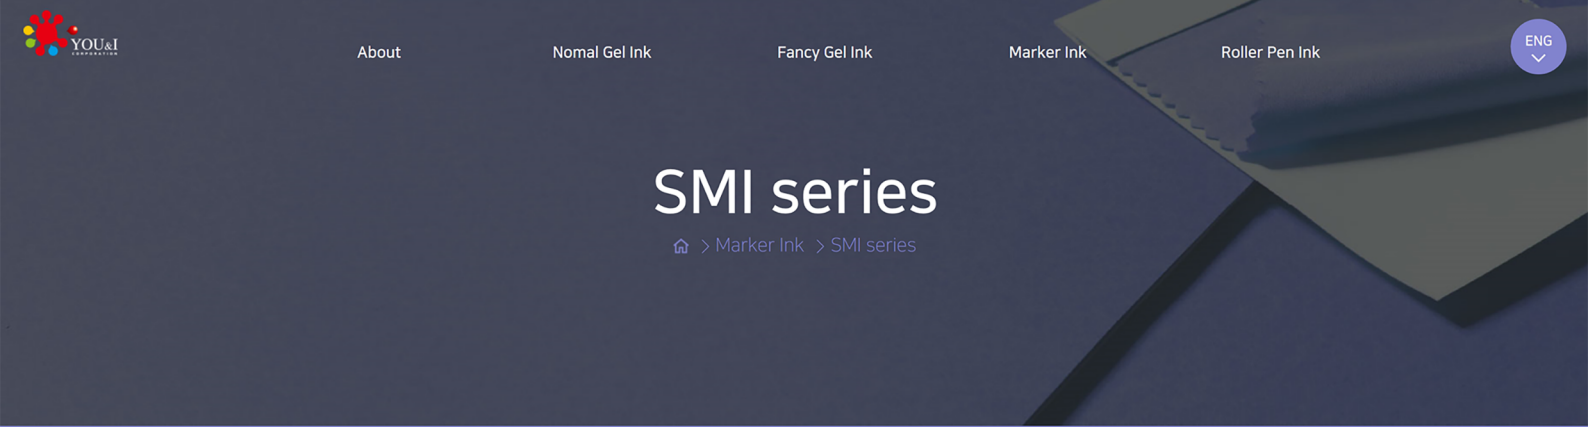 YOU&I
CORPORATION
About
Nomal Gel Ink
Fancy Gel Ink
Marker Ink
Roller Pen Ink
ENG
SMI series
Marker Ink
SMI series